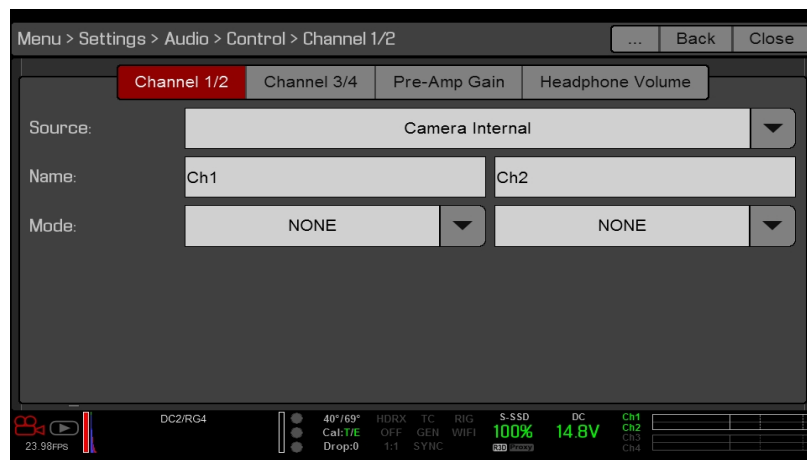 Menu > Settings > Audio > Control > Channel 1/2 ... Back Close
Channel 1/2 Channel 3/4 Pre-Amp Gain Headphone Volume
Source: Camera Internal
Name: Ch1 Ch2
Mode: NONE NONE
DC2/RG4 40°/69° HDRX TC RIG S-SSD DC Ch1
Cal:T/E OFF GEN WIFI 100% 14.8V Ch2
23.98FPS Drop:0 1:1 SYNC R3D Proxy Ch3
Ch4